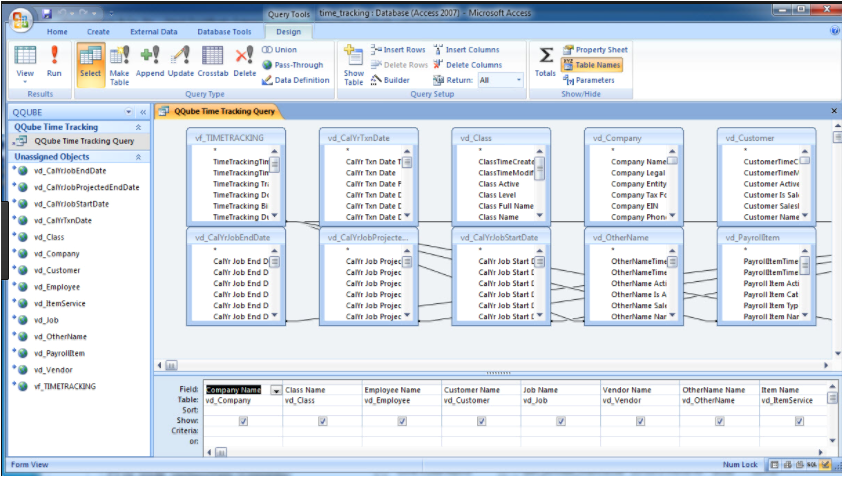 Query Tools time_tracking : Database (Access 2007) - Microsoft Access
Home Create External Data Database Tools Design
View Run Select Make Table Append Update Crosstab Delete
Union
Pass-Through
Data Definition
Show Table
Insert Rows
Delete Rows
Builder
Insert Columns
Delete Columns
Return: All
Totals
Property Sheet
Table Names
Parameters
Results Query Type Query Setup Show/Hide
QQUBE
QQube Time Tracking
QQube Time Tracking Query
Unassigned Objects
vd_CalYrJobEndDate
vd_CalYrJobProjectedEndDate
vd_CalYrJobStartDate
vd_CalYrTxnDate
vd_Class
vd_Company
vd_Customer
vd_Employee
vd_ItemService
vd_Job
vd_OtherName
vd_PayrollItem
vd_Vendor
vf_TIMETRACKING
QQube Time Tracking Query
vf_TIMETRACKING
*
TimeTrackingTim
TimeTrackingTim
TimeTracking Tra
TimeTracking De
TimeTracking Bi
TimeTracking Du
vd_CalYrTxnDate
*
CalYr Txn Date T
CalYr Txn Date
CalYr Txn Date F
CalYr Txn Date D
CalYr Txn Date D
CalYr Txn Date D
vd_Class
*
ClassTimeCreate
ClassTimeModif
Class Active
Class Level
Class Full Name
Class Name
vd_Company
*
Company Name
Company Legal
Company Entity
Company Tax Fo
Company EIN
Company Phone
vd_Customer
*
CustomerTimeC
CustomerTimeM
Customer Active
Customer Is Sal
Customer Salesl
Customer Name
vd_CalYrJobEndDate
*
CalYr Job End D
CalYr Job End D
CalYr Job End D
CalYr Job End D
CalYr Job End D
CalYr Job End D
vd_CalYrJobProjecte...
*
CalYr Job Projec
CalYr Job Projec
CalYr Job Projec
CalYr Job Projec
CalYr Job Projec
CalYr Job Projec
vd_CalYrJobStartDate
*
CalYr Job Start D
CalYr Job Start D
CalYr Job Start D
CalYr Job Start D
CalYr Job Start D
CalYr Job Start D
vd_OtherName
*
OtherNameTime
OtherNameTime
OtherName Acti
OtherName Is A
OtherName Sale
OtherName Nar
vd_PayrollItem
*
PayrollItemTime
PayrollItemTime
Payroll Item Acti
Payroll Item Cat
Payroll Item Typ
Payroll Item Nar
Field: Company Name Class Name Employee Name Customer Name Job Name Vendor Name OtherName Name Item Name
Table: vd_Company vd_Class vd_Employee vd_Customer vd_Job vd_Vendor vd_OtherName vd_ItemService
Sort:
Show:
Criteria:
or:
Form View Num Lock SQL